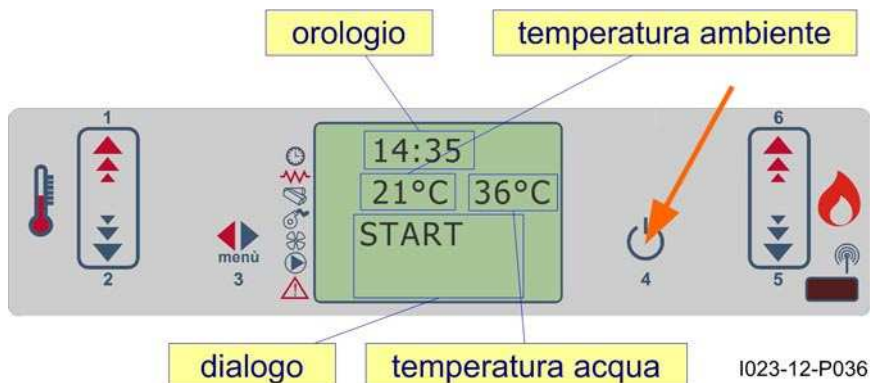 orologio
temperatura ambiente
1
6
14:35
21°C 36°C
START
menù
2
3
4
5
dialogo
temperatura acqua
I023-12-P036